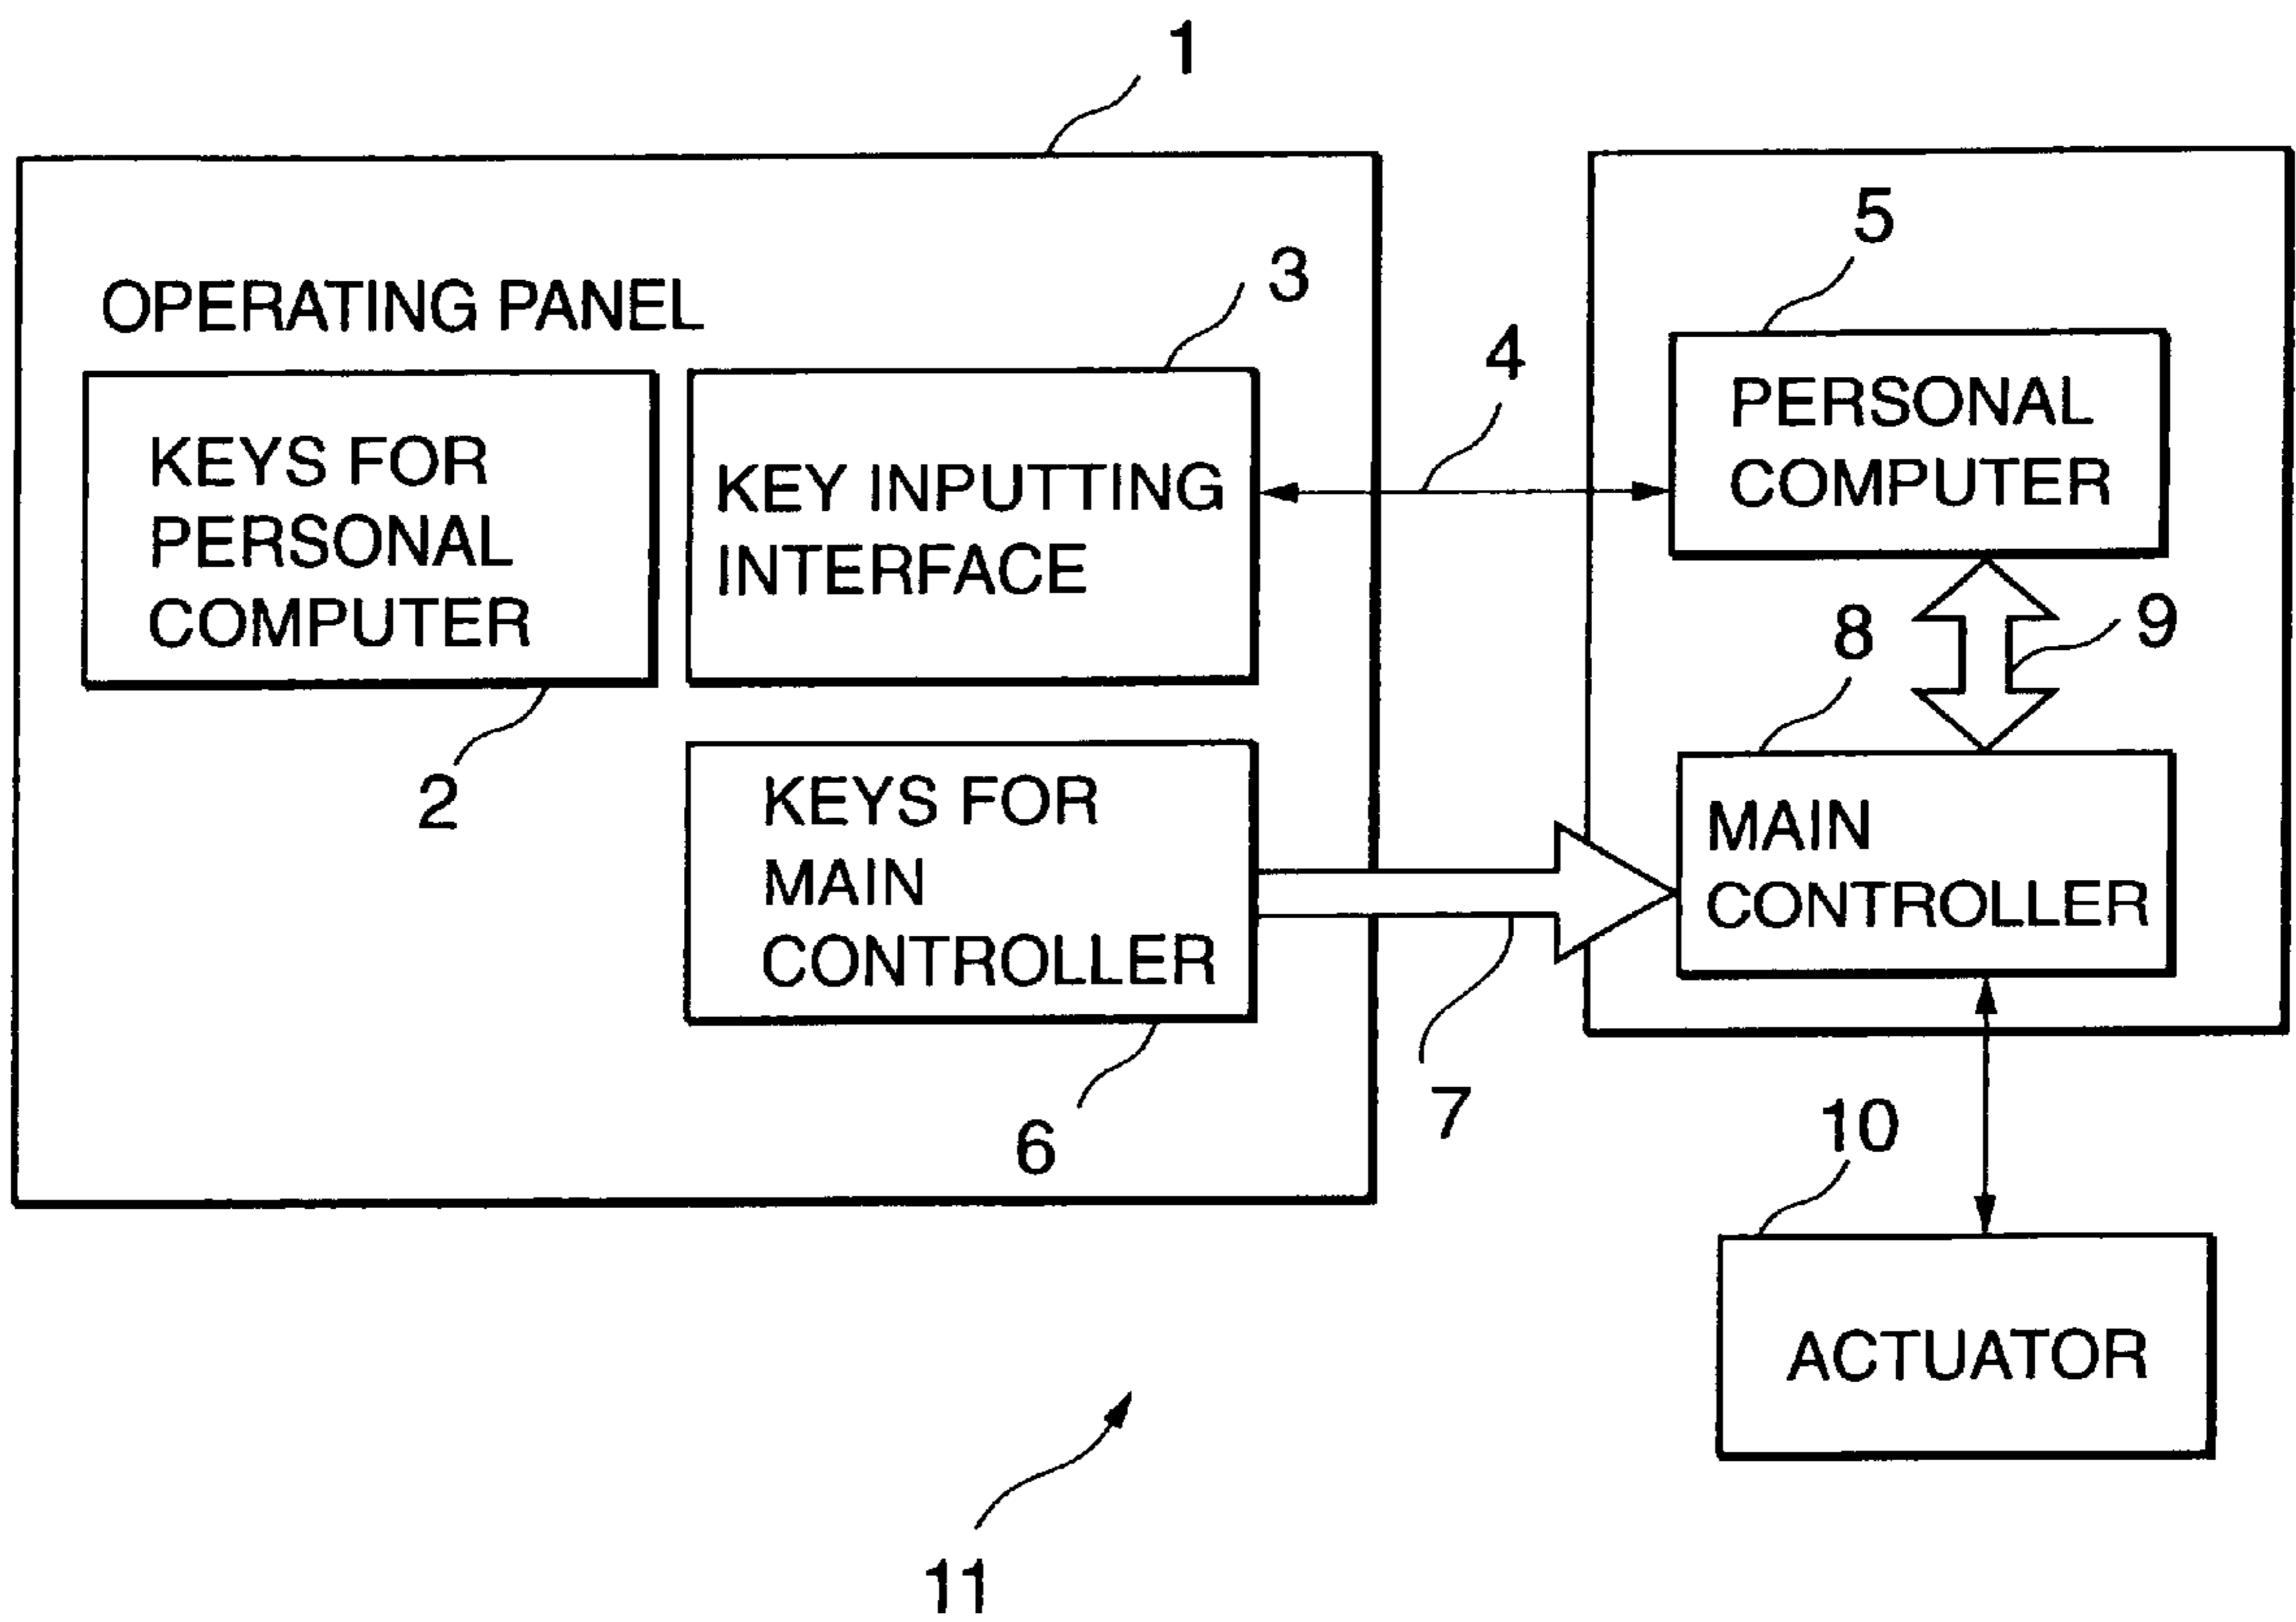 1
OPERATING PANEL
3
KEYS FOR
PERSONAL
COMPUTER
2
KEY INPUTTING
INTERFACE
4
5
PERSONAL
COMPUTER
9
8
KEYS FOR
MAIN
CONTROLLER
6
7
MAIN
CONTROLLER
10
ACTUATOR
11